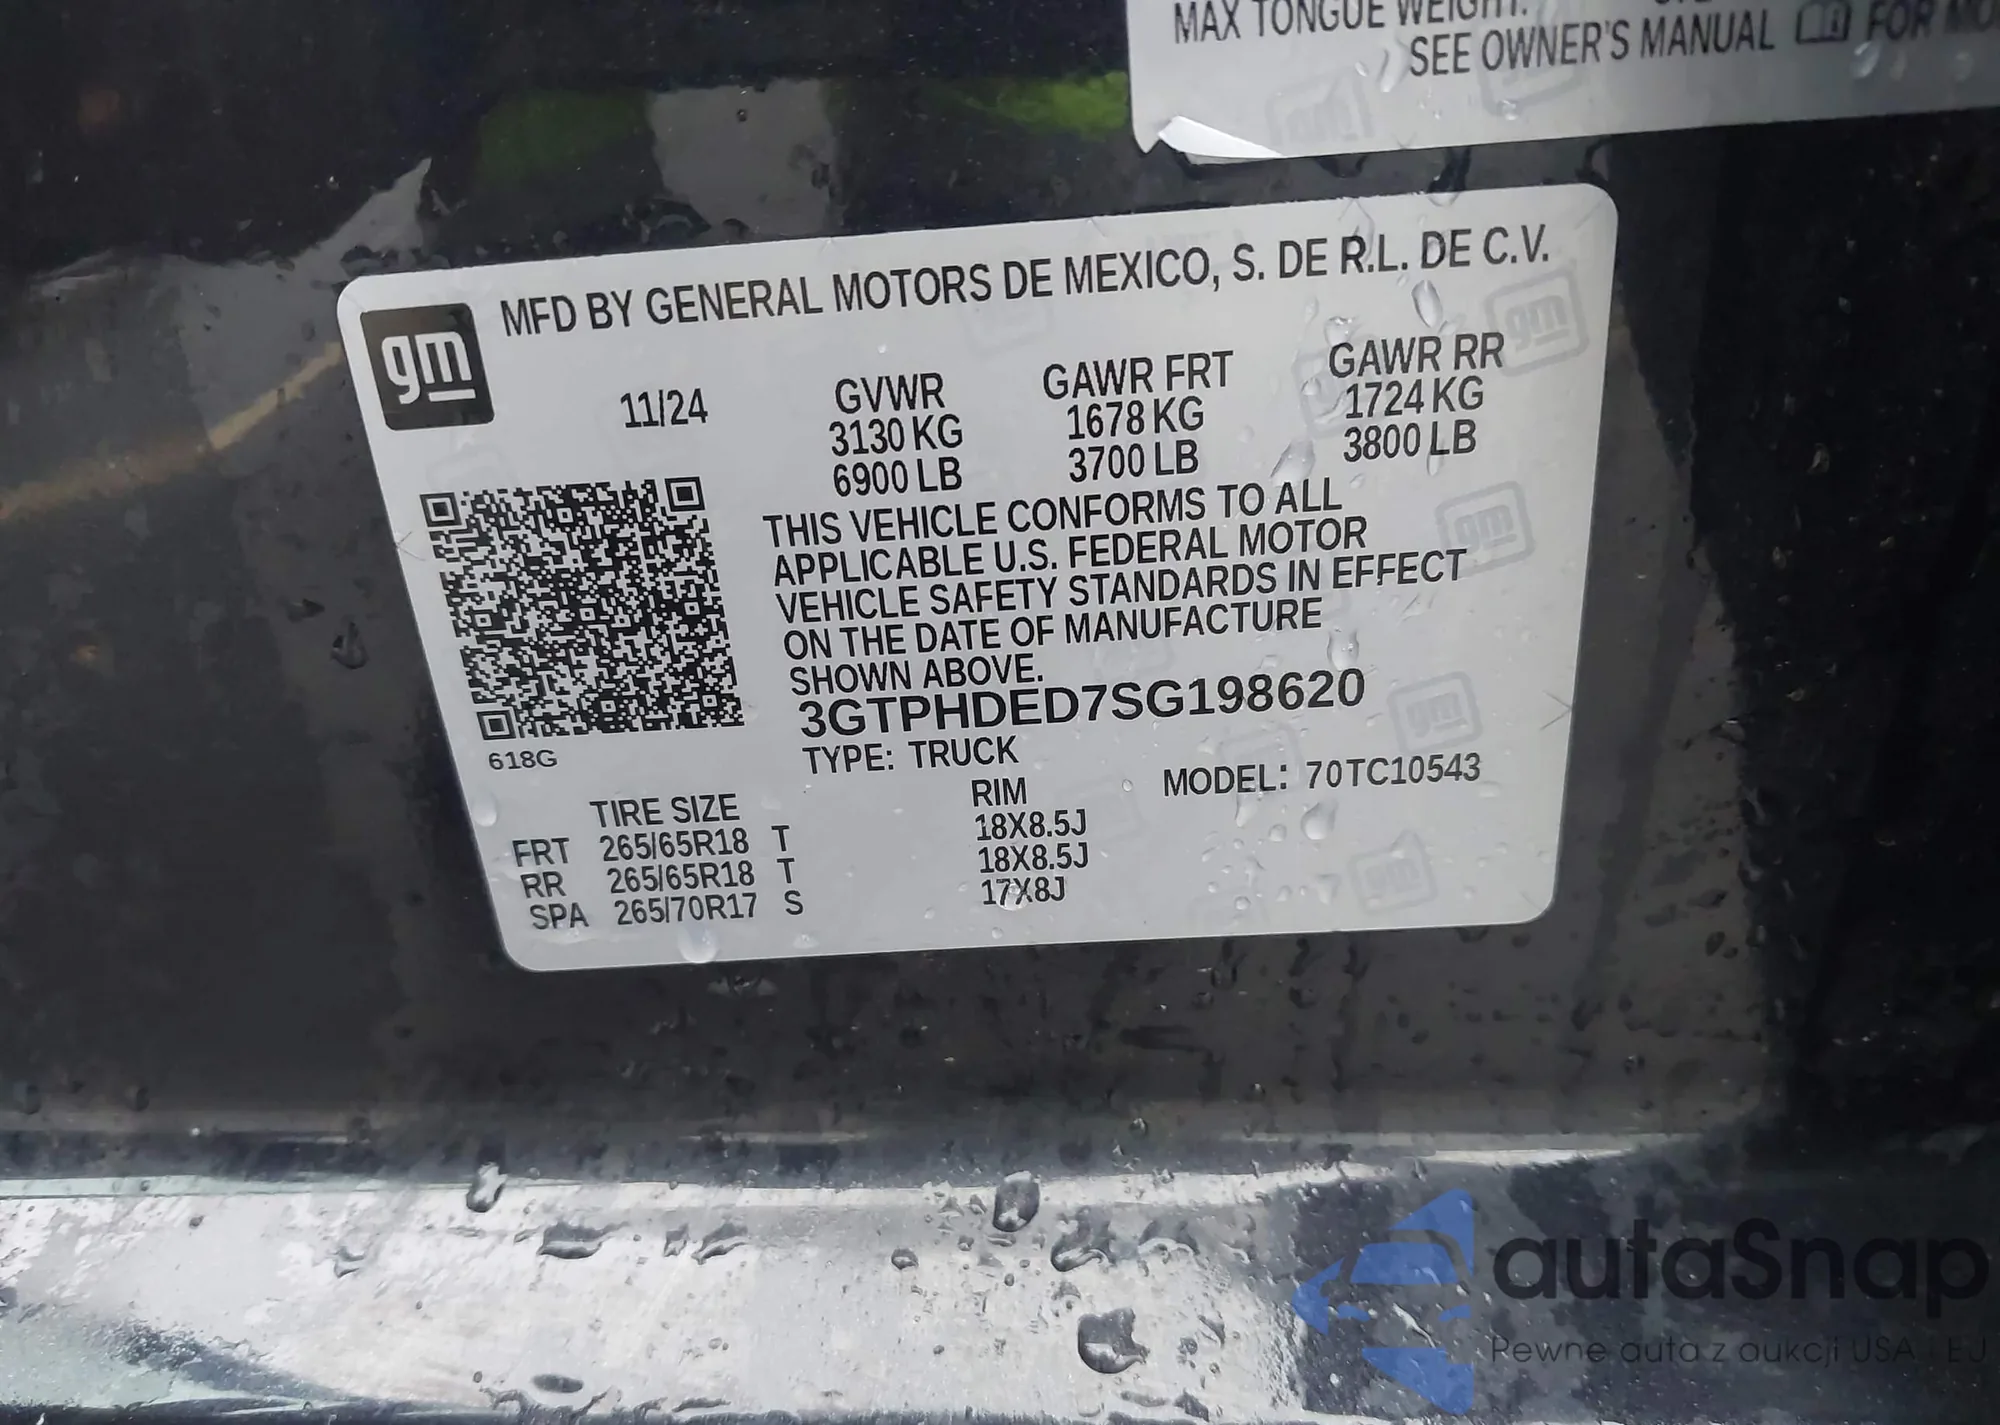 MAX TONGUE WEIGHT:
SEE OWNER'S MANUAL FOR
gm
MFD BY GENERAL MOTORS DE MEXICO, S. DE R.L. DE C.V.
11/24 GVWR GAWR FRT GAWR RR
3130 KG 1678 KG 1724 KG
6900 LB 3700 LB 3800 LB
THIS VEHICLE CONFORMS TO ALL
APPLICABLE U.S. FEDERAL MOTOR
VEHICLE SAFETY STANDARDS IN EFFECT
ON THE DATE OF MANUFACTURE
SHOWN ABOVE.
3GTPHDED7SG198620
618G
TYPE: TRUCK
MODEL: 70TC10543
TIRE SIZE RIM
FRT 265/65R18 T 18X8.5J
RR 265/65R18 T 18X8.5J
SPA 265/70R17 S 17X8J
autaSnap
Pewne auta z aukcji USA i EU